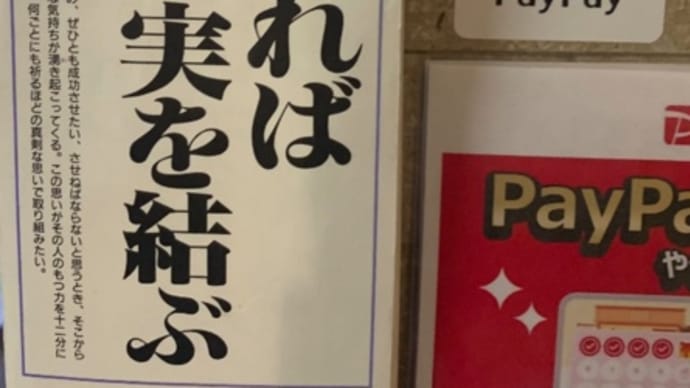 れば
実を結ぶ
ぜひとも成功させたい、させねばならないと思うとき、そこから
気持ちが湧き起こってくる。この思いがその人のもつ力を十二分に
何ごとにも祈るほどの真剣な思いで取り組みたい。
PayPay
PayPa
や